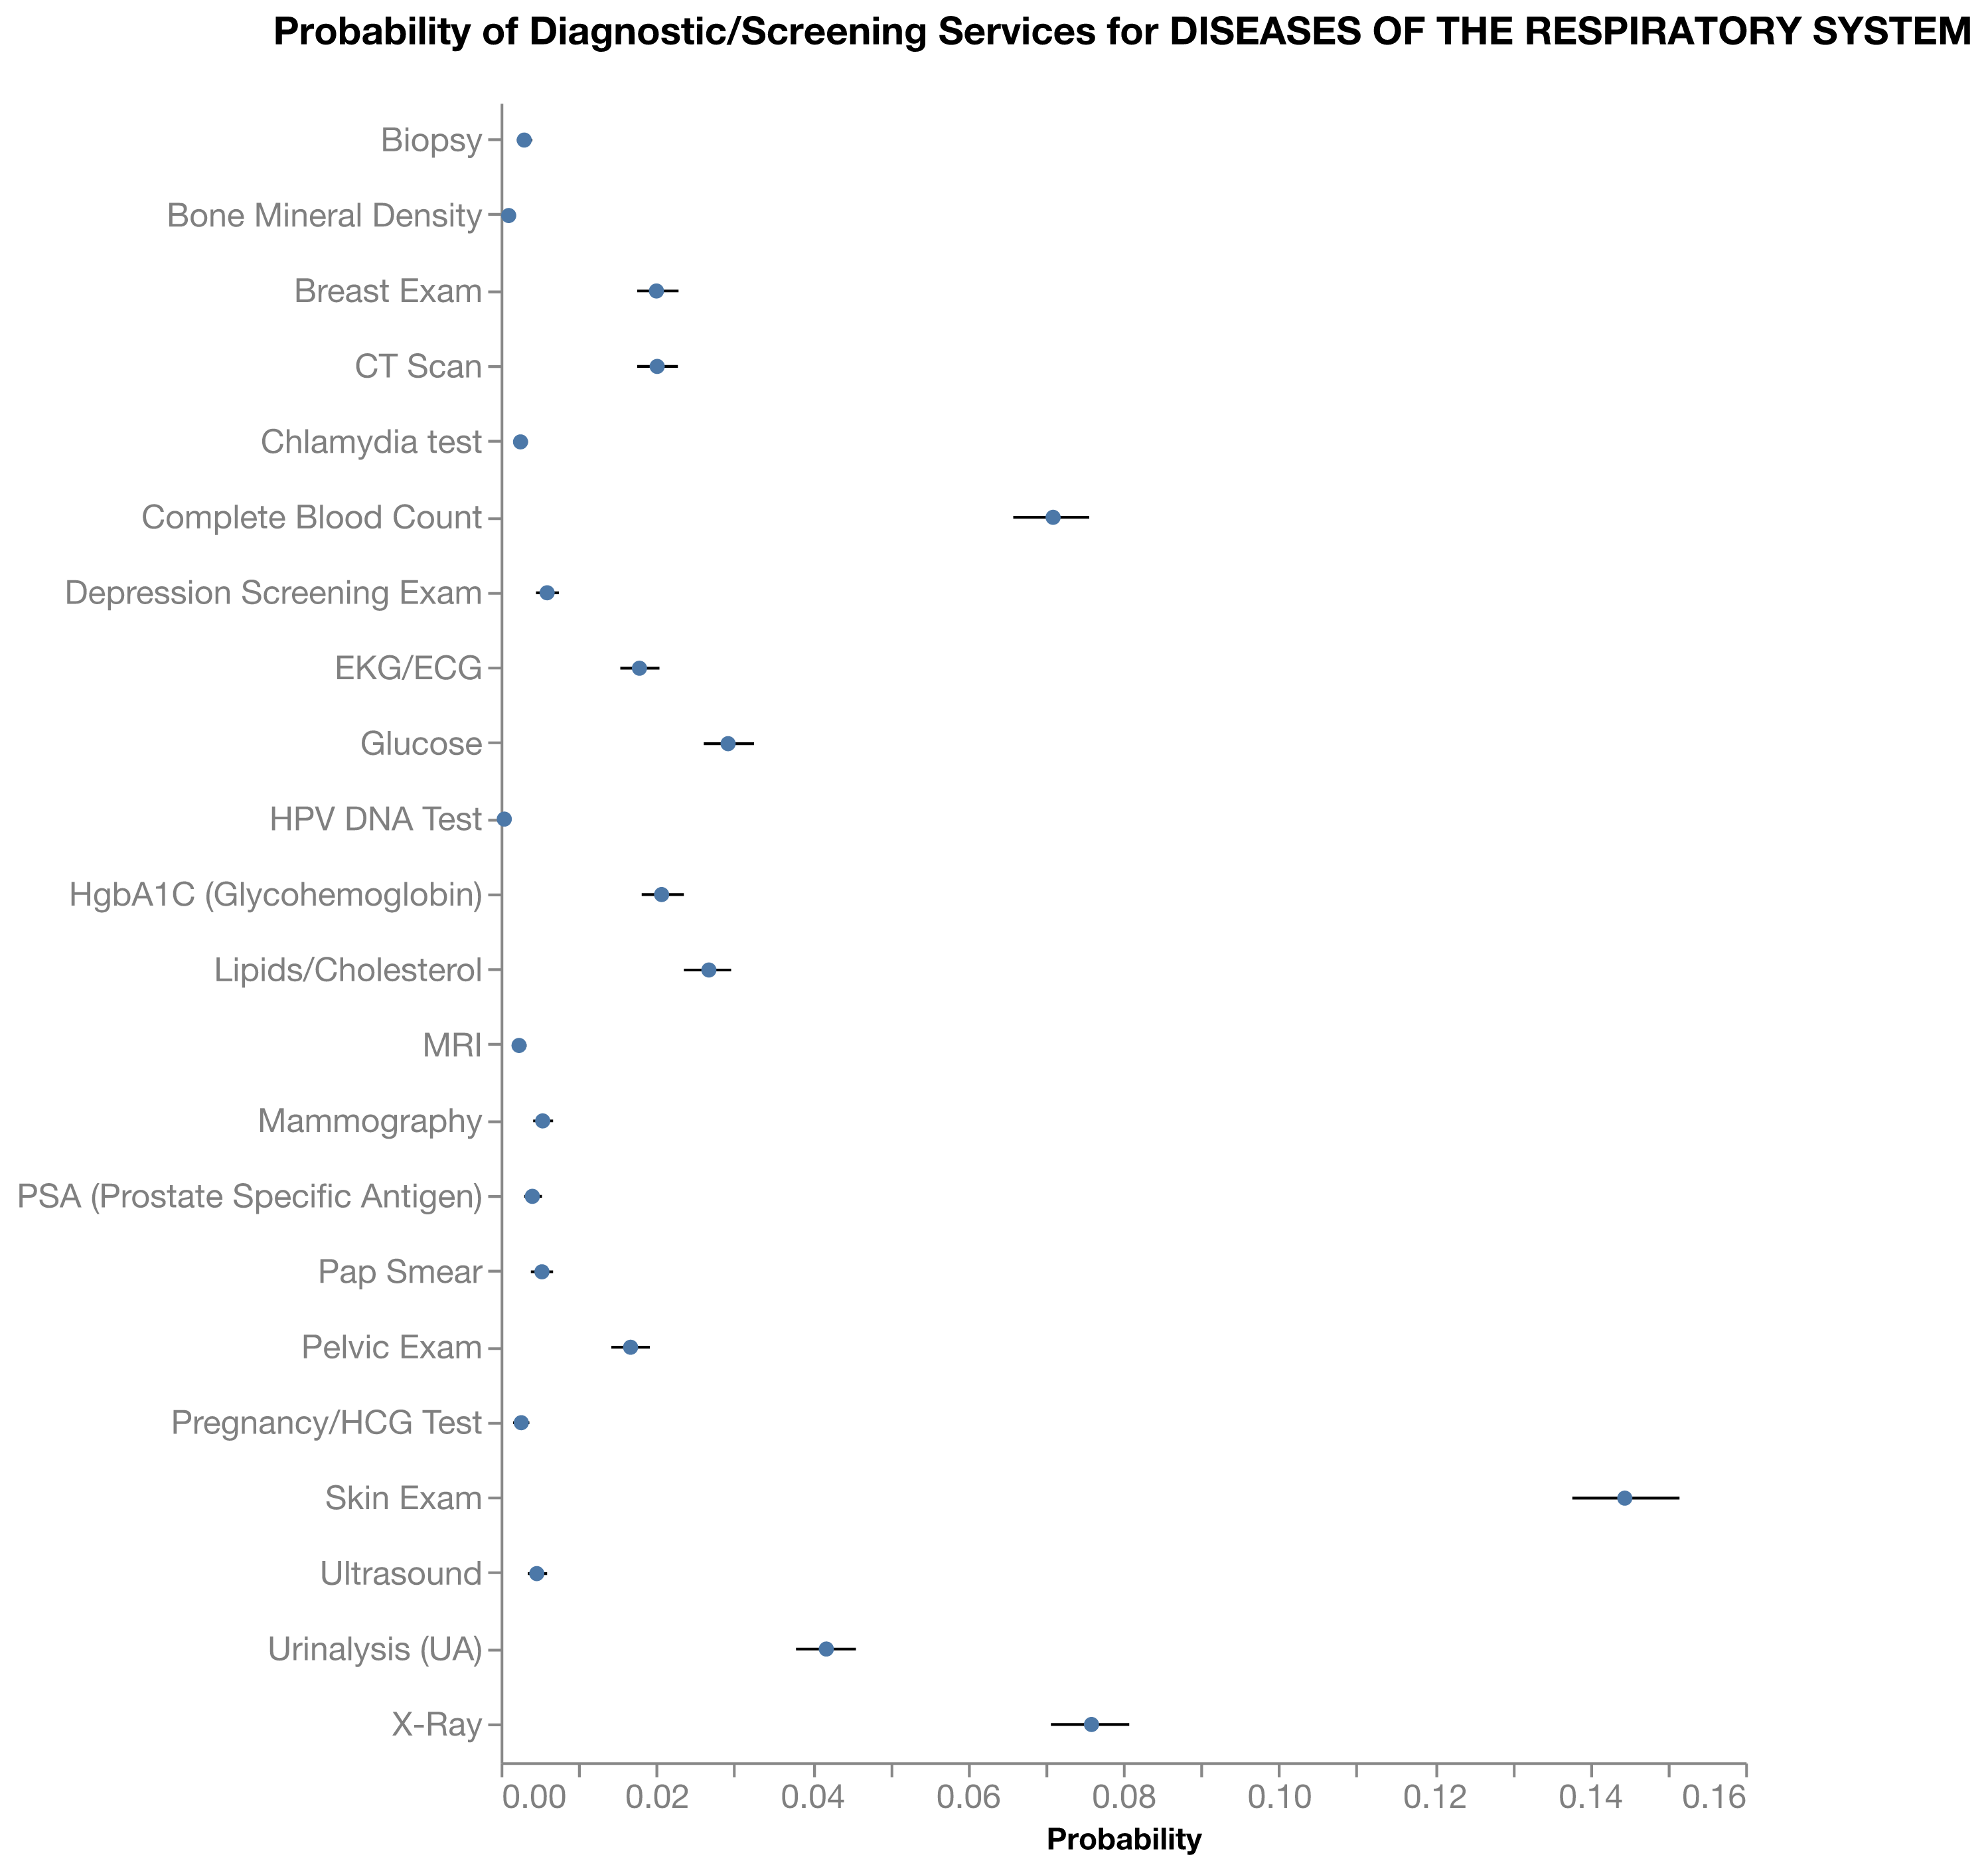 Probability of Diagnostic/Screening Services for DISEASES OF THE RESPIRATORY SYSTEM
Biopsy
Bone Mineral Density
Breast Exam
CT Scan
Chlamydia test
Complete Blood Count
Depression Screening Exam
EKG/ECG
Glucose
HPV DNA Test
HgbA1C (Glycohemoglobin)
Lipids/Cholesterol
MRI
Mammography
PSA (Prostate Specific Antigen)
Pap Smear
Pelvic Exam
Pregnancy/HCG Test
Skin Exam
Ultrasound
Urinalysis (UA)
X-Ray
0.00 0.02 0.04 0.06 0.08 0.10 0.12 0.14 0.16
Probability